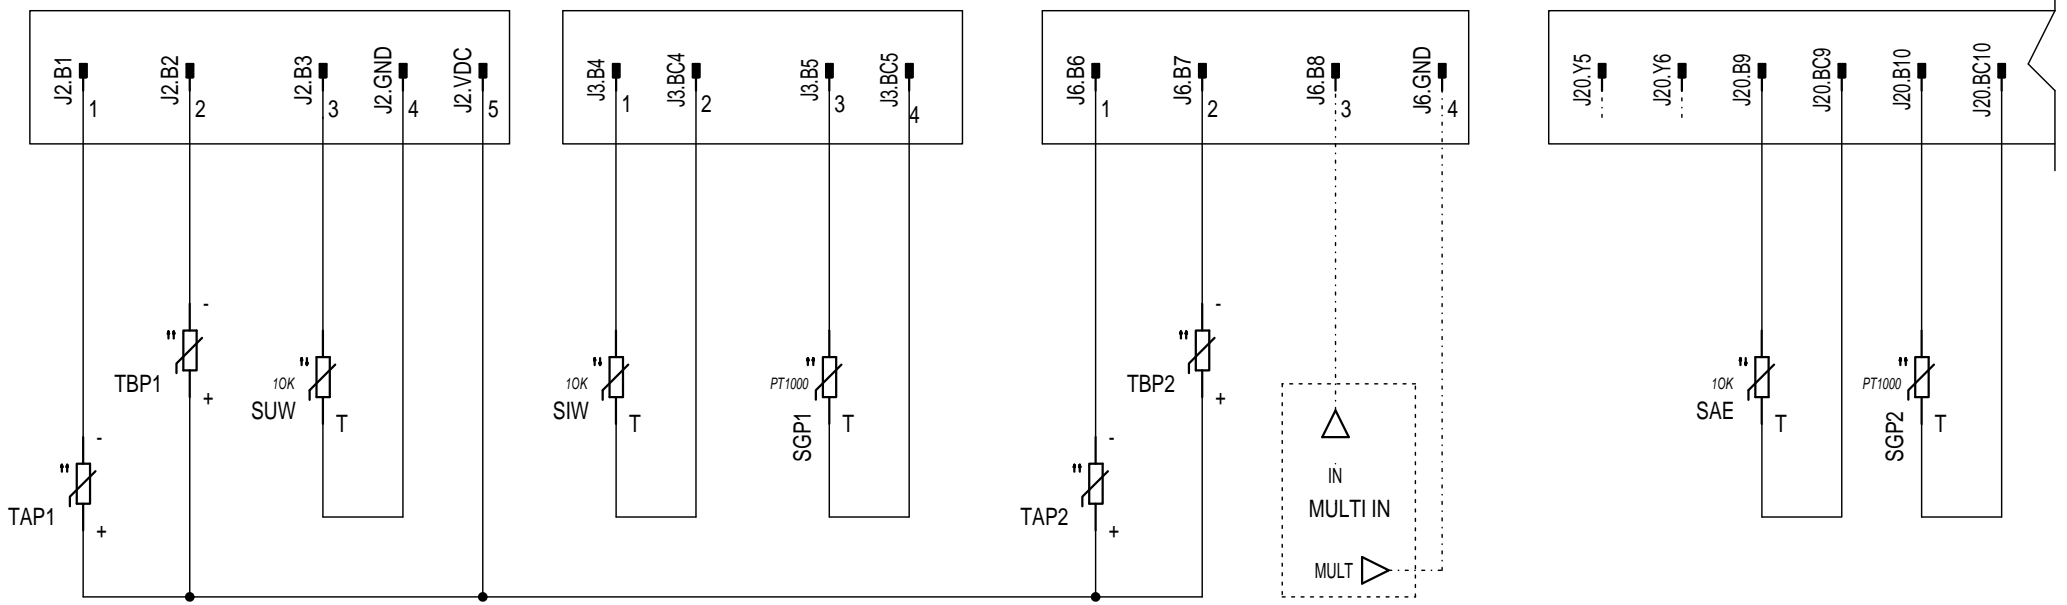 J2.B1
J2.B2
J2.B3
J2.GND
J2.VDC
J3.B4
J3.BC4
J3.B5
J3.BC5
J6.B6
J6.B7
J6.B8
J6.GND
J20.Y5
J20.Y6
J20.B9
J20.BC9
J20.B10
J20.BC10
1
2
3
4
5
1
2
3
4
1
2
3
4
-
TBP1
+
10K
SUW
T
10K
SIW
T
PT1000
SGP1
T
-
TBP2
+
10K
SAE
T
PT1000
SGP2
T
-
TAP1
+
-
TAP2
+
IN
MULTI IN
MULT